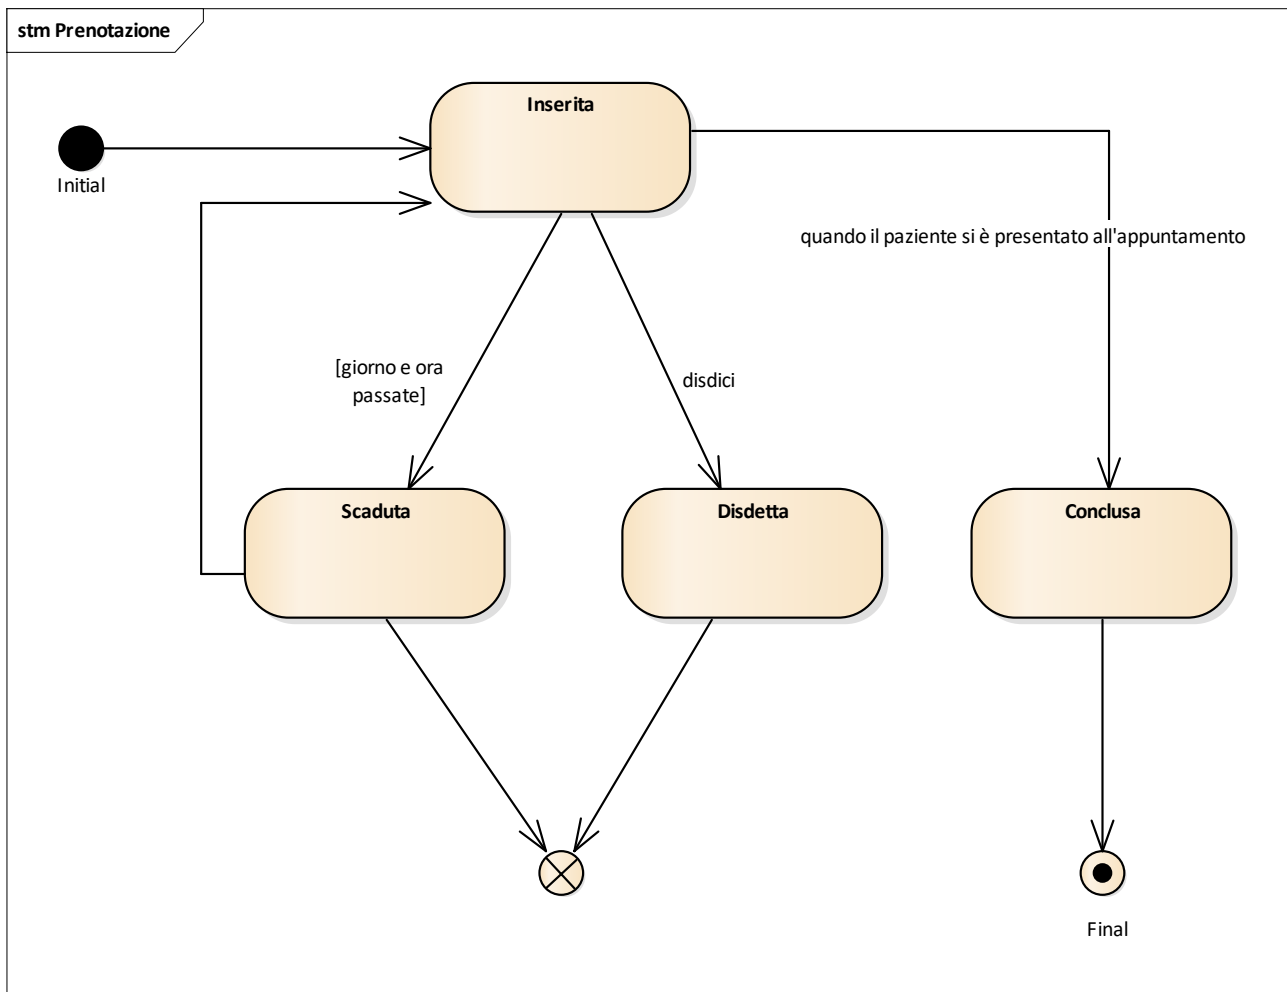 stm Prenotazione
Inserita
Initial
quando il paziente si è presentato all'appuntamento
[giorno e ora
passate]
disdici
Scaduta
Disdetta
Conclusa
Final